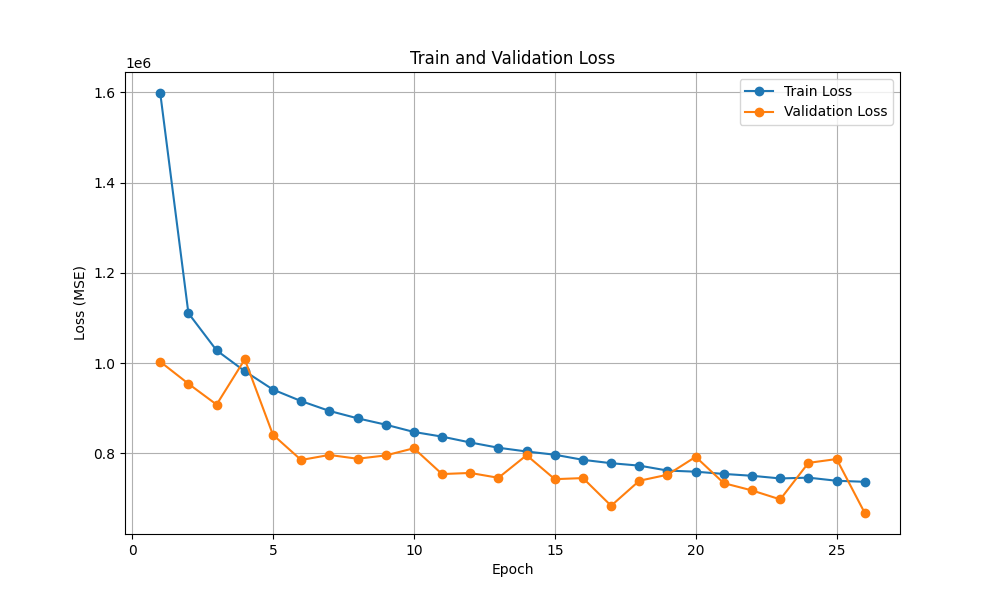 Train and Validation Loss
1e6
Train Loss
Validation Loss
1.6
1.4
1.2
1.0
0.8
Loss (MSE)
0 5 10 15 20 25
Epoch